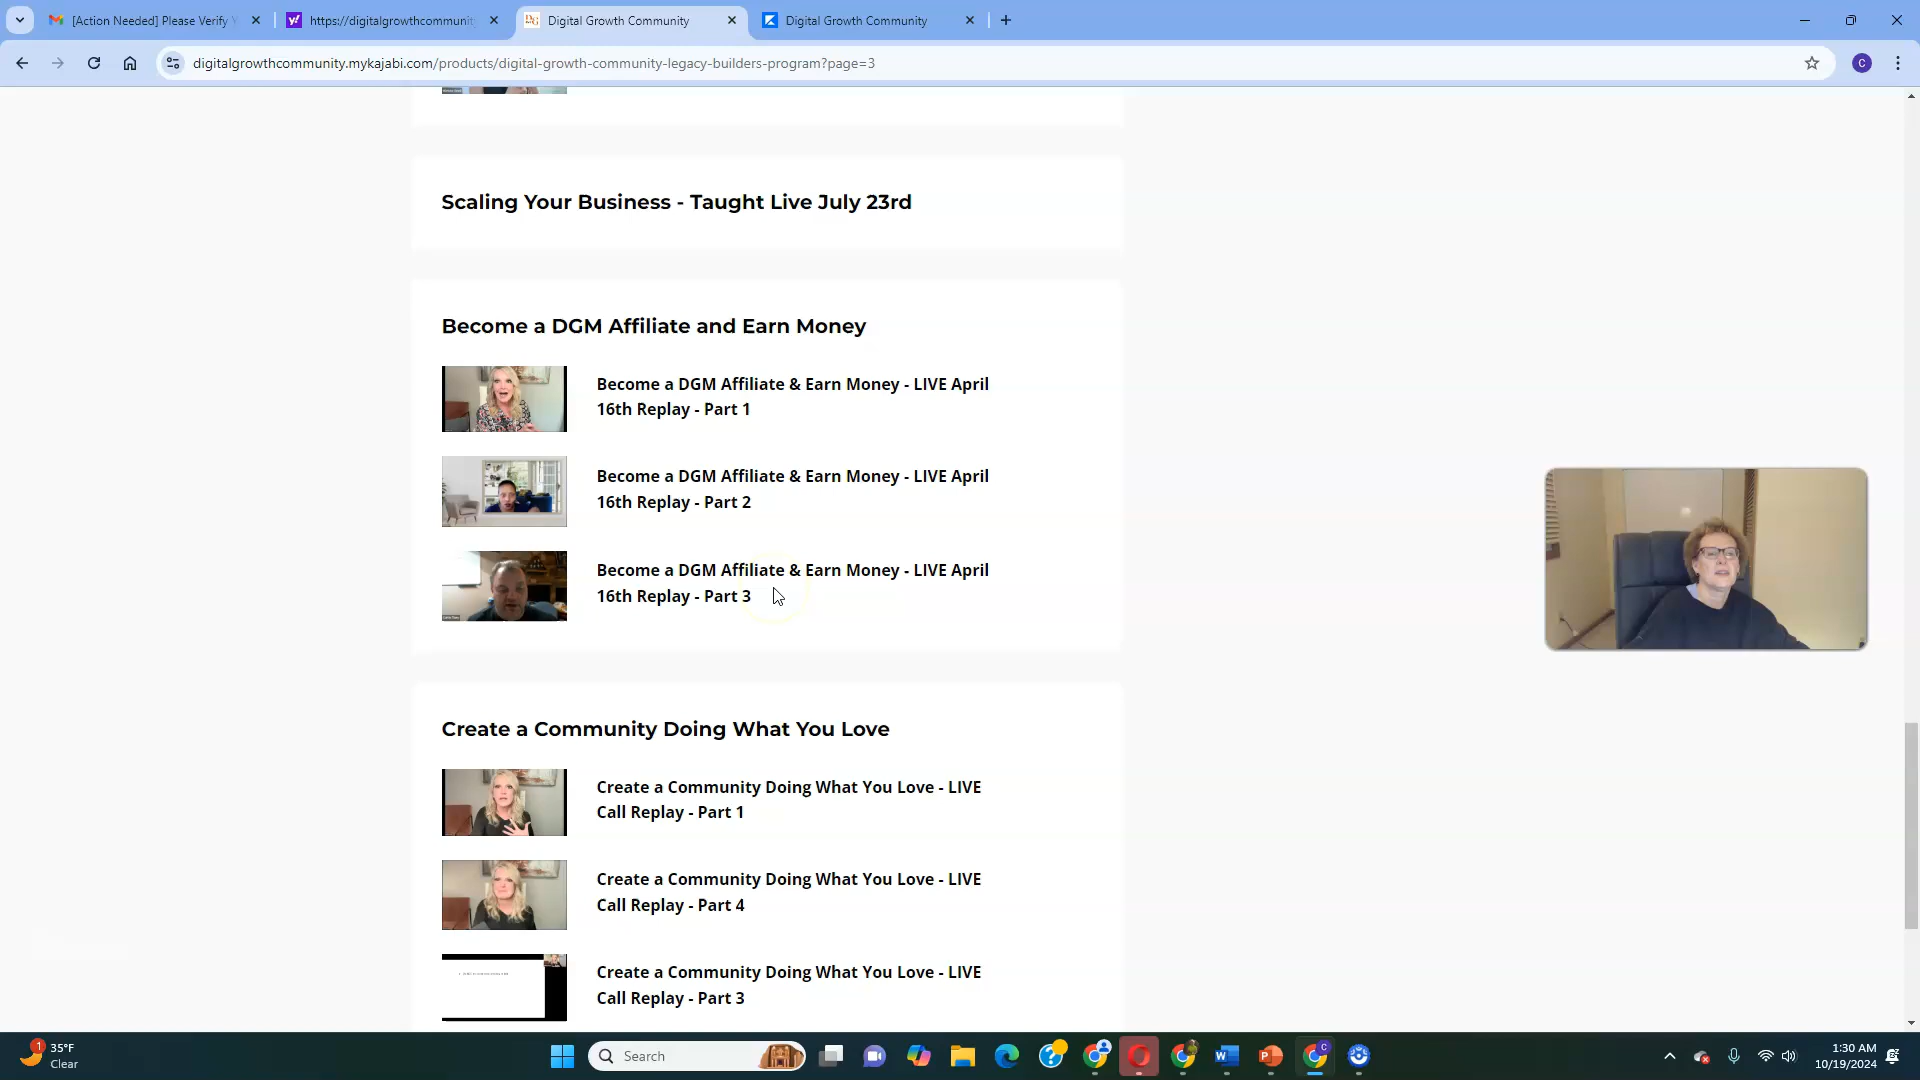 [Action Needed] Please Verify Y
https://digitalgrowthcommunit
Digital Growth Community
Digital Growth Community
digitalgrowthcommunity.mykajabi.com/products/digital-growth-community-legacy-builders-program?page=3
C
Scaling Your Business - Taught Live July 23rd
Become a DGM Affiliate and Earn Money
Become a DGM Affiliate & Earn Money - LIVE April
16th Replay - Part 1
Become a DGM Affiliate & Earn Money - LIVE April
16th Replay - Part 2
Become a DGM Affiliate & Earn Money - LIVE April
16th Replay - Part 3
Create a Community Doing What You Love
Create a Community Doing What You Love - LIVE
Call Replay - Part 1
Create a Community Doing What You Love - LIVE
Call Replay - Part 4
Create a Community Doing What You Love - LIVE
Call Replay - Part 3
1
35°F
Clear
Search
1:30 AM
10/19/2024